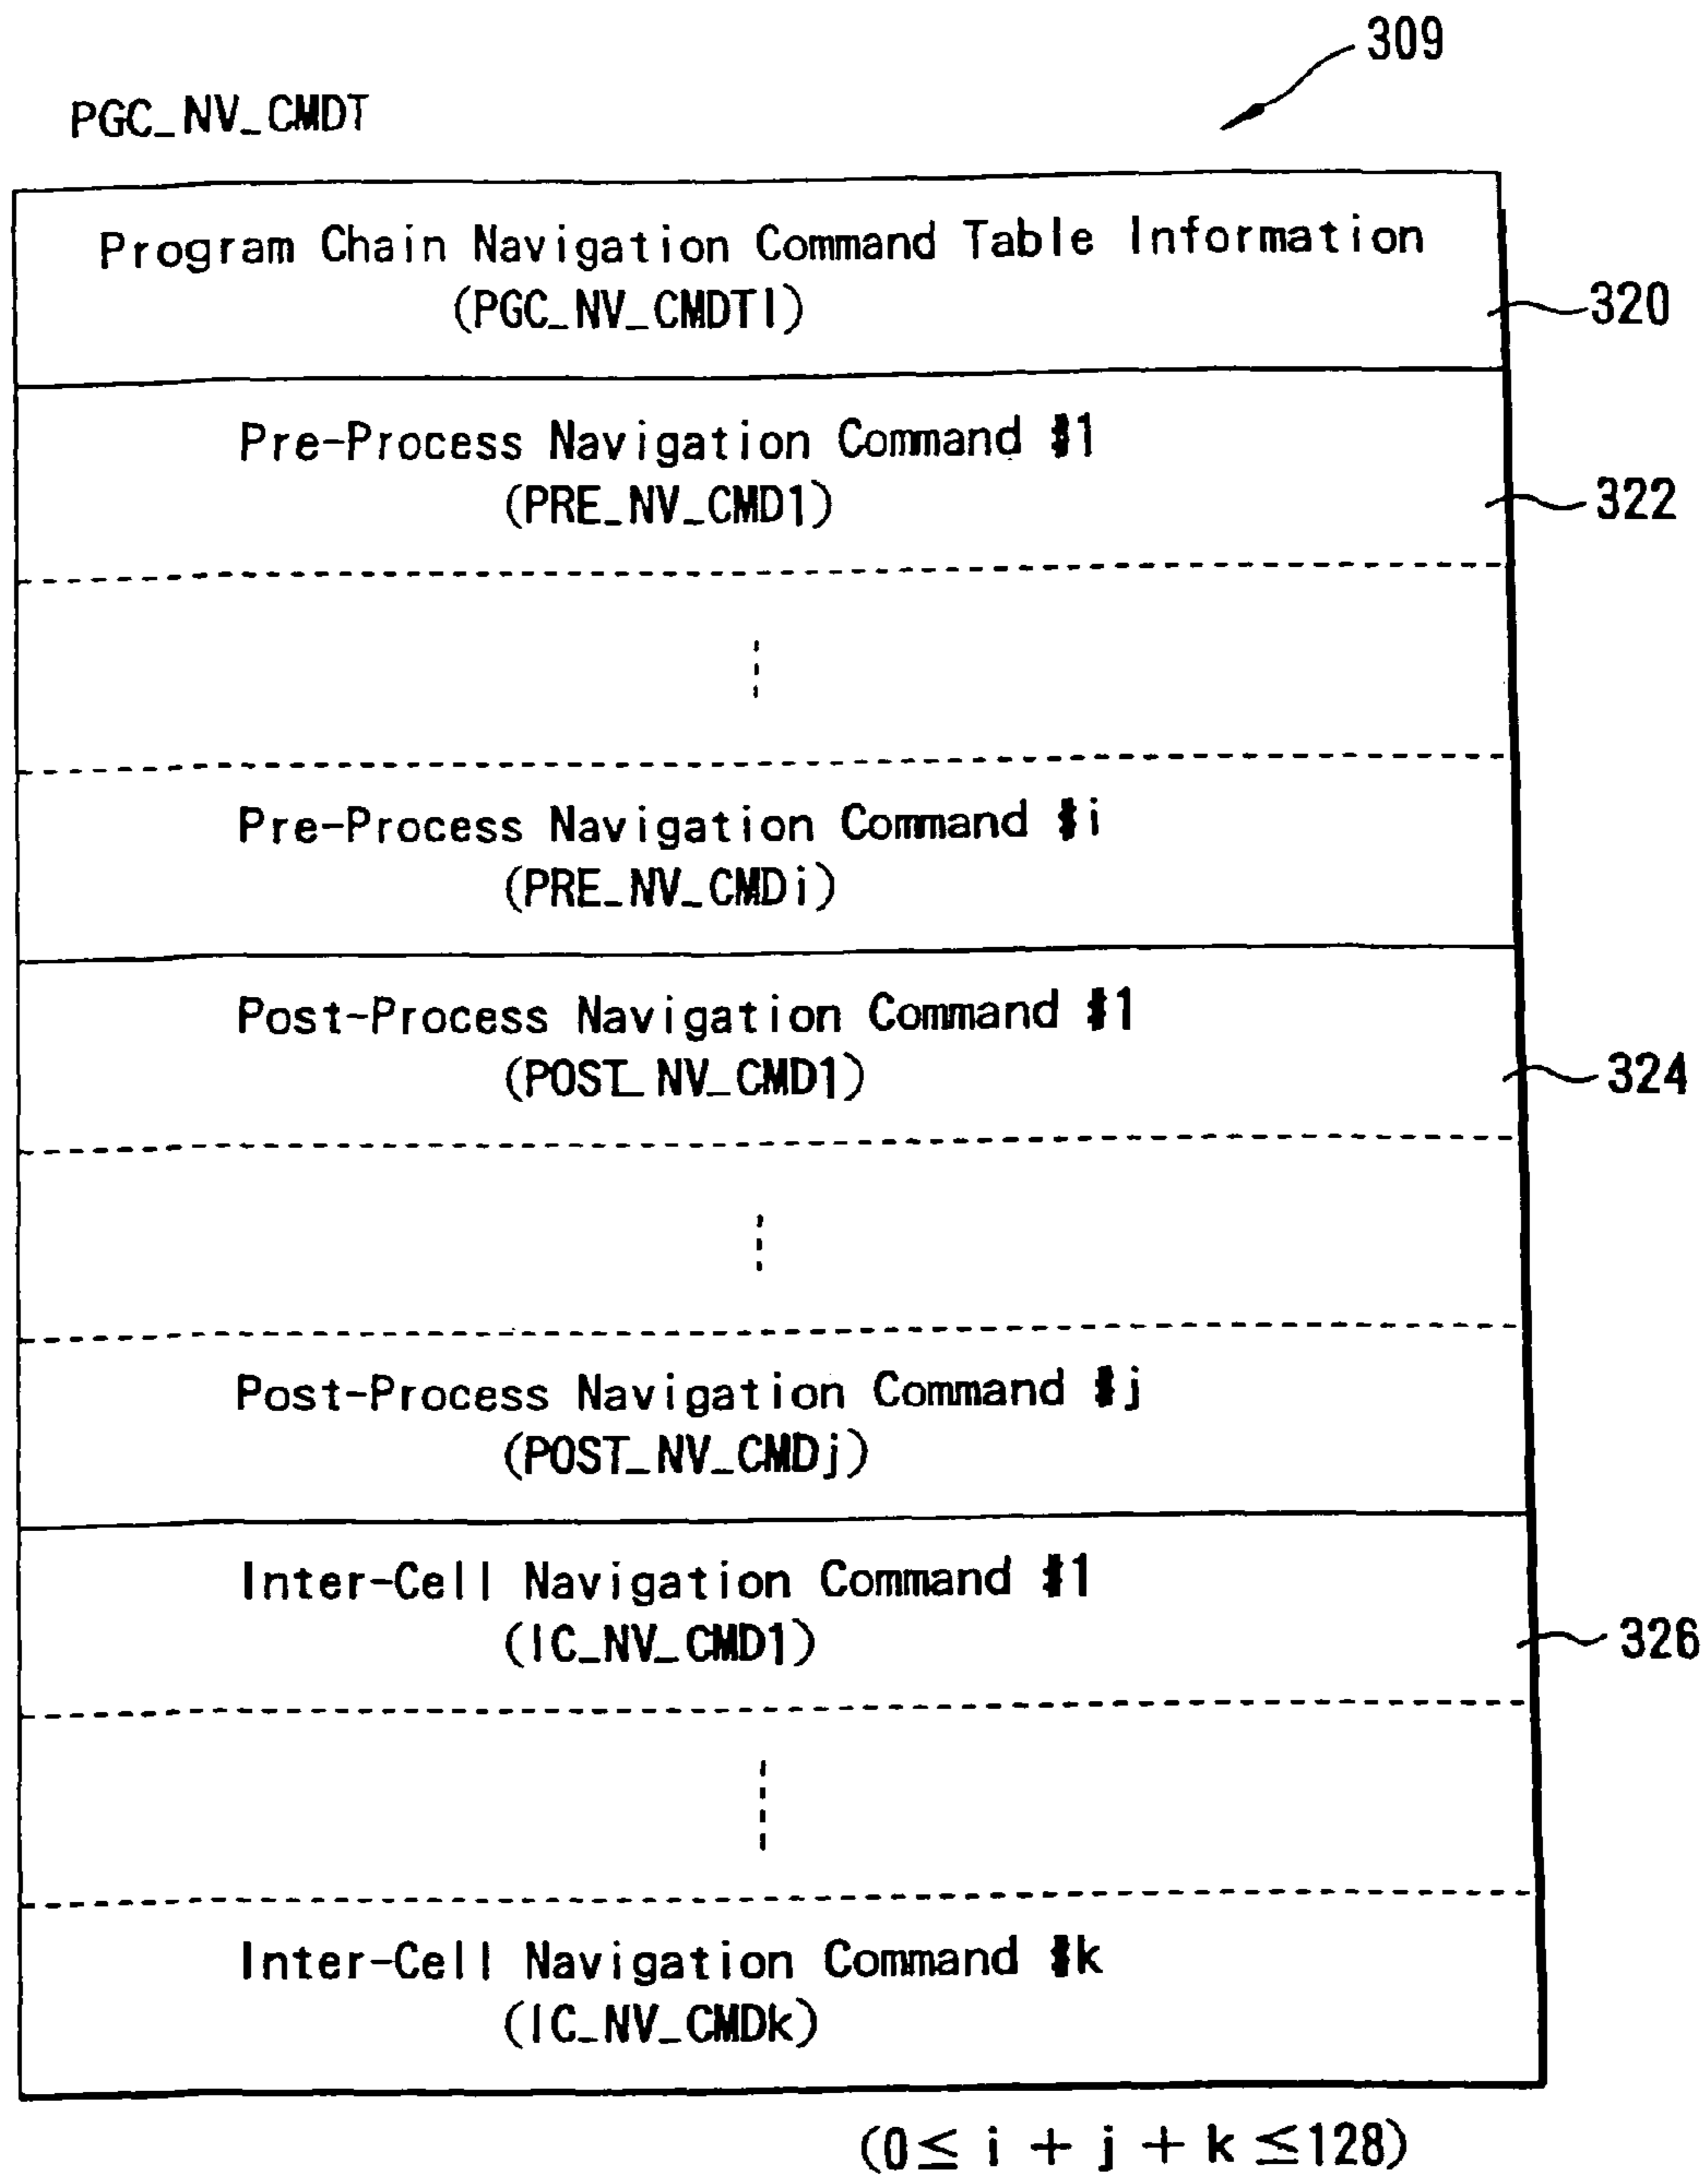 309
PGC_NV_CMDT
Program Chain Navigation Command Table Information
(PGC_NV_CMDTI)
320
Pre-Process Navigation Command #1
(PRE_NV_CMD1)
322
Pre-Process Navigation Command #i
(PRE_NV_CMDi)
Post-Process Navigation Command #1
(POST_NV_CMD1)
324
Post-Process Navigation Command #j
(POST_NV_CMDj)
Inter-Cell Navigation Command #1
(IC_NV_CMD1)
326
Inter-Cell Navigation Command #k
(IC_NV_CMDk)
(0≤ i + j + k ≤128)